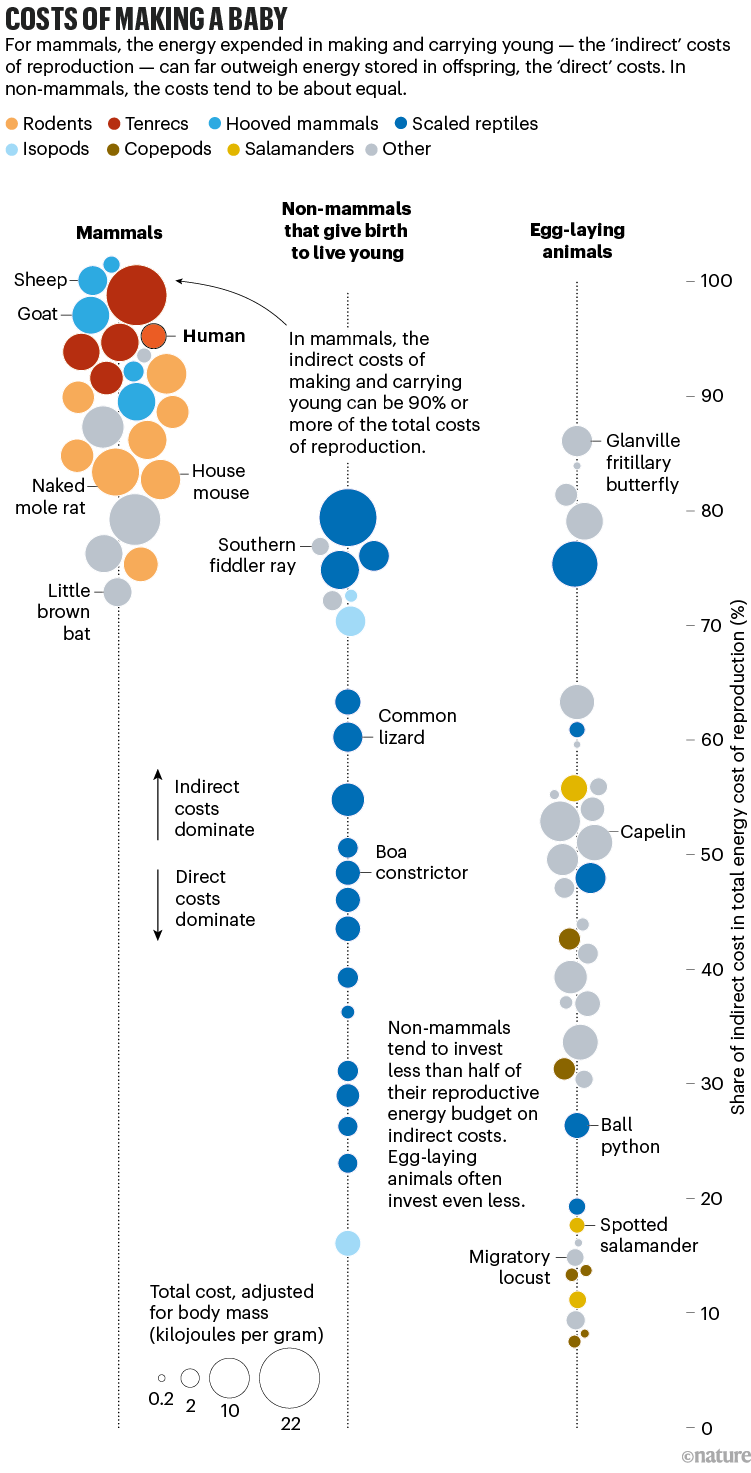 COSTS OF MAKING A BABY
For mammals, the energy expended in making and carrying young — the ‘indirect’ costs
of reproduction — can far outweigh energy stored in offspring, the ‘direct’ costs. In
non-mammals, the costs tend to be about equal.
Rodents Tenrecs Hooved mammals Scaled reptiles
Isopods Copepods Salamanders Other
Mammals
Non-mammals
that give birth
to live young
Egg-laying
animals
Sheep
Goat
Human
In mammals, the
indirect costs of
making and carrying
young can be 90% or
more of the total costs
of reproduction.
Naked
mole rat
House
mouse
Little
brown
bat
Southern
fiddler ray
Common
lizard
Boa
constrictor
Indirect
costs
dominate
Direct
costs
dominate
Non-mammals
tend to invest
less than half of
their reproductive
energy budget on
indirect costs.
Egg-laying
animals often
invest even less.
Glanville
fritillary
butterfly
Capelin
Ball
python
Spotted
salamander
Migratory
locust
100
90
80
70
60
50
40
30
20
10
0
Share of indirect cost in total energy cost of reproduction (%)
Total cost, adjusted
for body mass
(kilojoules per gram)
0.2 2 10 22
©nature